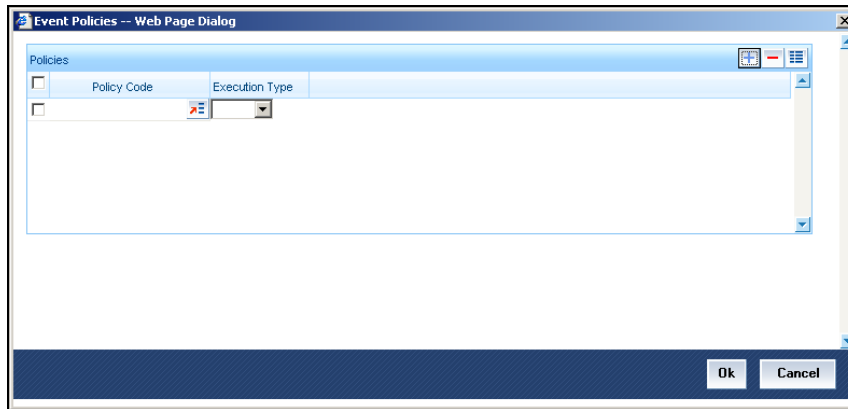 Event Policies -- Web Page Dialog
Policies
Policy Code Execution Type
Ok Cancel